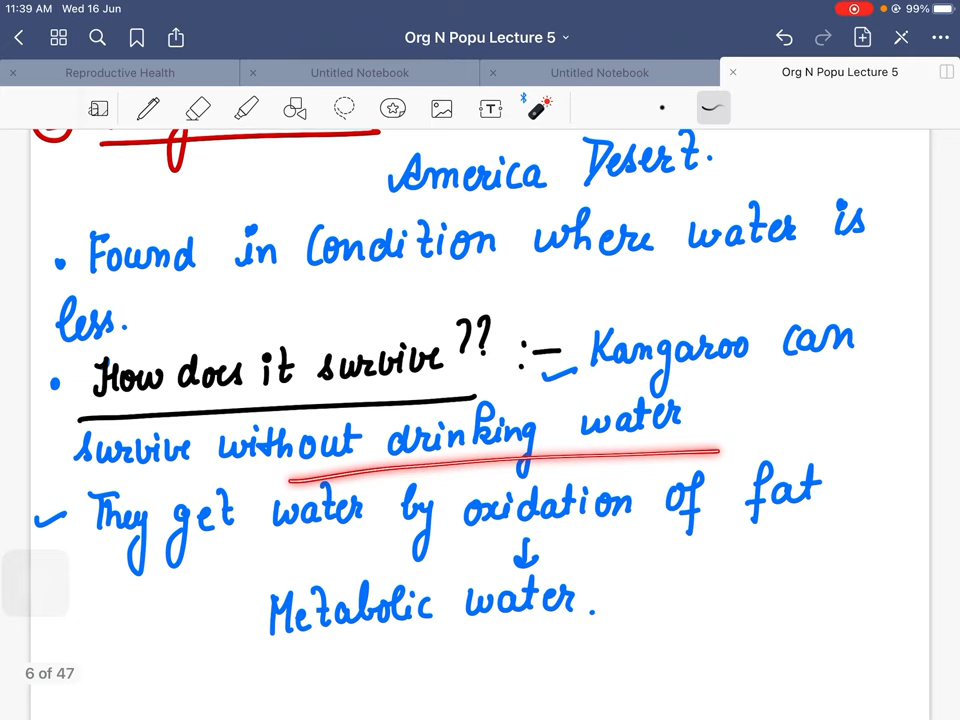 11:39 AM Wed 16 Jun 99%
Org N Popu Lecture 5
Reproductive Health Untitled Notebook Untitled Notebook Org N Popu Lecture 5
America Desert.
• Found in Condition where water is
less.
• How does it survive ?? :- Kangaroo can
survive without drinking water
✓ They get water by oxidation of fat
↓
Metabolic water.
6 of 47